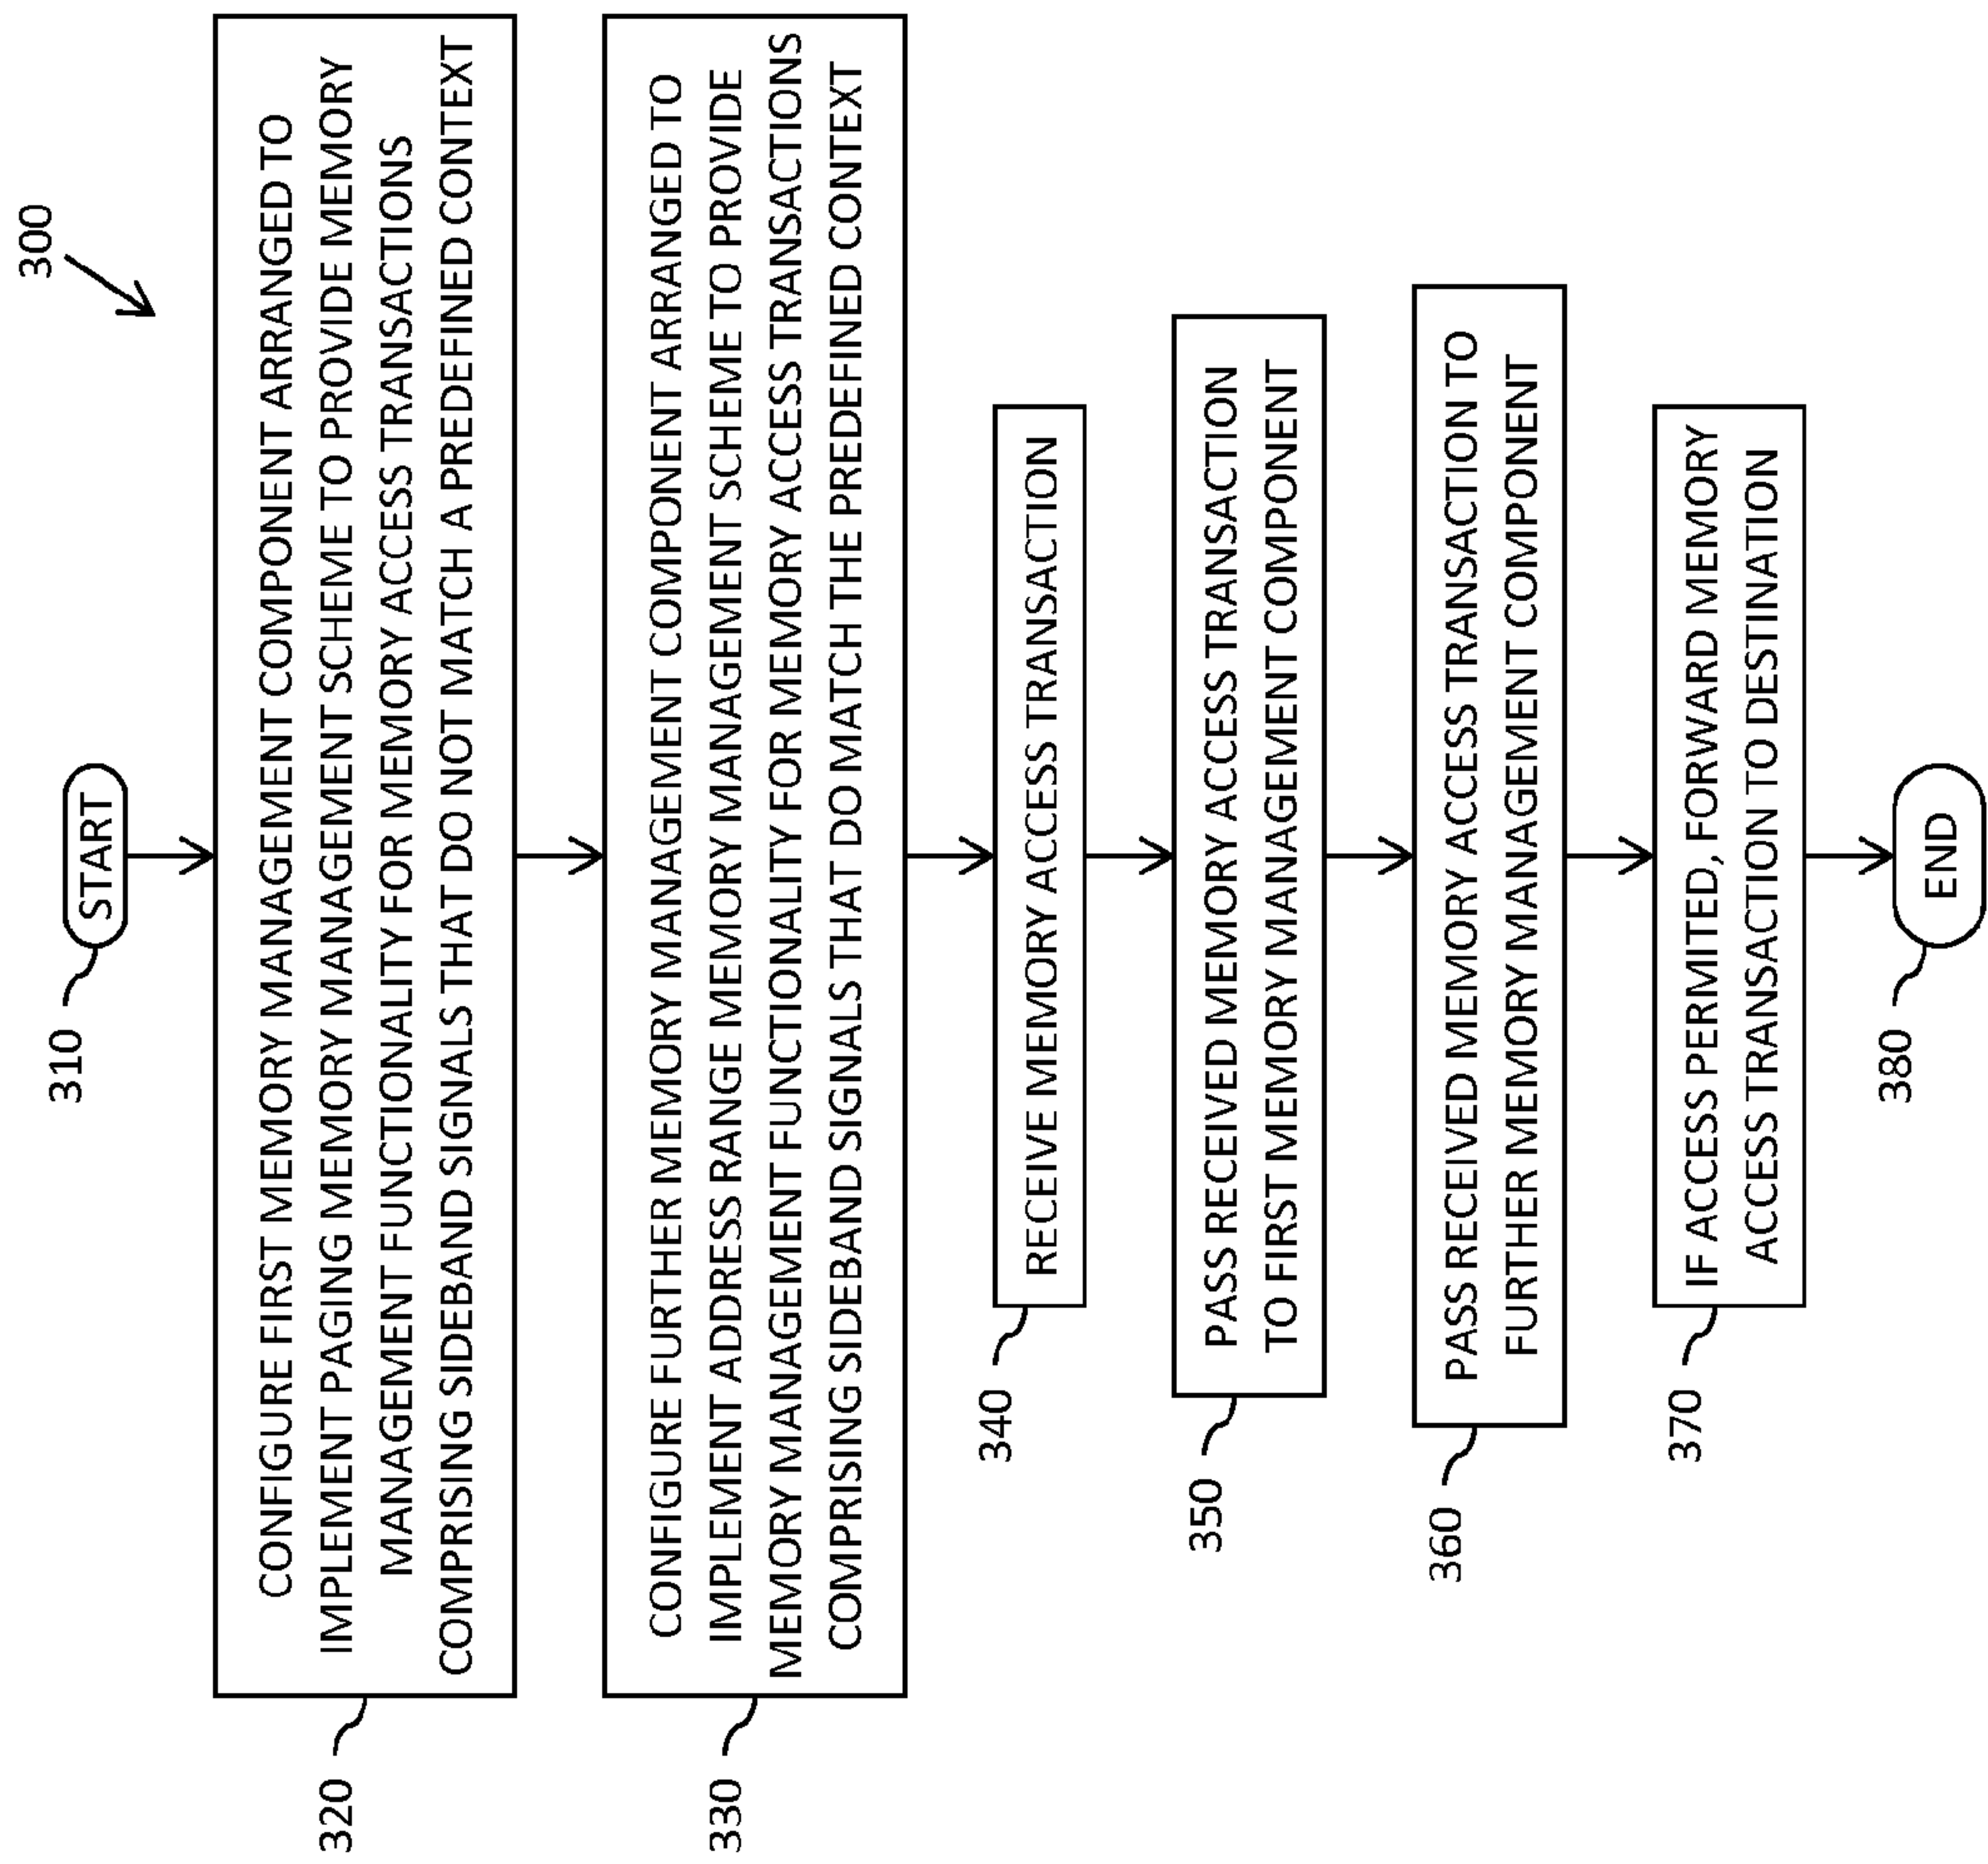 300
310
START
320
CONFIGURE FIRST MEMORY MANAGEMENT COMPONENT ARRANGED TO
IMPLEMENT PAGING MEMORY MANAGEMENT SCHEME TO PROVIDE MEMORY
MANAGEMENT FUNCTIONALITY FOR MEMORY ACCESS TRANSACTIONS
COMPRISING SIDEBAND SIGNALS THAT DO NOT MATCH A PREDEFINED CONTEXT
330
CONFIGURE FURTHER MEMORY MANAGEMENT COMPONENT ARRANGED TO
IMPLEMENT ADDRESS RANGE MEMORY MANAGEMENT SCHEME TO PROVIDE
MEMORY MANAGEMENT FUNCTIONALITY FOR MEMORY ACCESS TRANSACTIONS
COMPRISING SIDEBAND SIGNALS THAT DO MATCH THE PREDEFINED CONTEXT
340
RECEIVE MEMORY ACCESS TRANSACTION
350
PASS RECEIVED MEMORY ACCESS TRANSACTION
TO FIRST MEMORY MANAGEMENT COMPONENT
360
PASS RECEIVED MEMORY ACCESS TRANSACTION TO
FURTHER MEMORY MANAGEMENT COMPONENT
370
IF ACCESS PERMITED, FORWARD MEMORY
ACCESS TRANSACTION TO DESTINATION
380
END